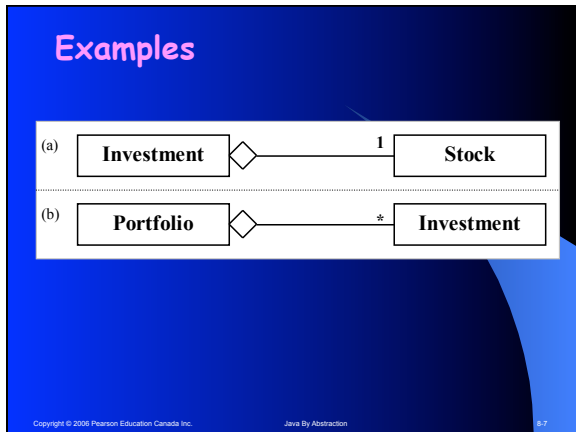 Examples
(a) Investment 1 Stock
(b) Portfolio * Investment
Copyright © 2006 Pearson Education Canada Inc. Java By Abstraction 8-7